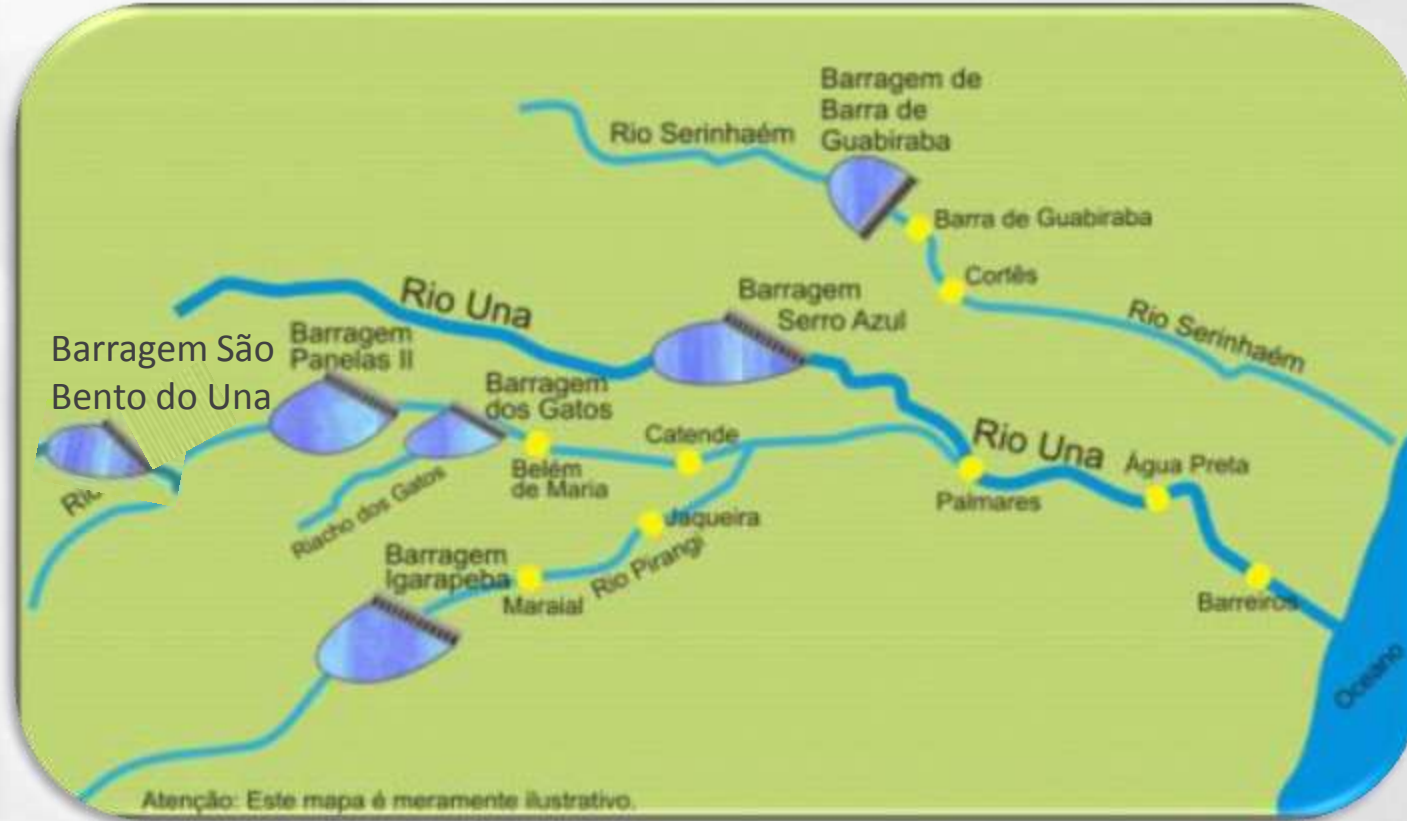 Barragem de
Barra de
Guabiraba
Rio Serinhaém
Barra de Guabiraba
Cortês
Rio Serinhaém
Rio Una
Barragem
Serro Azul
Barragem São
Bento do Una
Barragem
Panelas II
Barragem
dos Gatos
Catende
Belém
de Maria
Riacho dos Gatos
Rio Una
Água Preta
Palmares
Jaqueira
Rio Pirangi
Barragem
Igarapeba
Maraial
Barreiros
Oceano
Atenção: Este mapa é meramente ilustrativo.